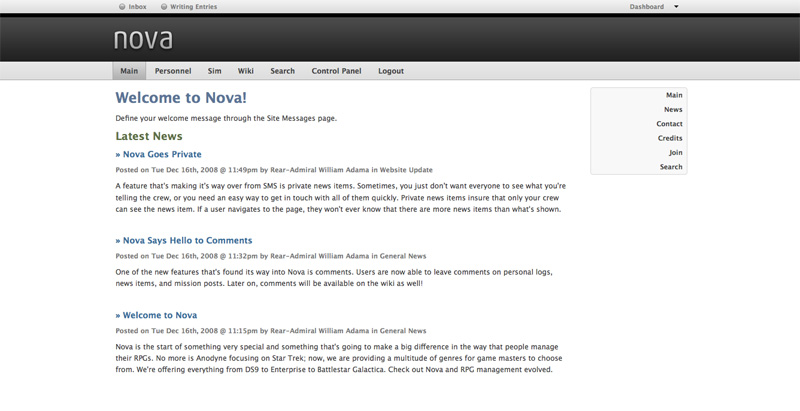 Inbox Writing Entries Dashboard
nova
Main Personnel Sim Wiki Search Control Panel Logout
Welcome to Nova!
Define your welcome message through the Site Messages page.
Latest News
» Nova Goes Private
Posted on Tue Dec 16th, 2008 @ 11:49pm by Rear-Admiral William Adama in Website Update
A feature that's making it's way over from SMS is private news items. Sometimes, you just don't want everyone to see what you're
telling the crew, or you need an easy way to get in touch with all of them quickly. Private news items insure that only your crew
can see the news item. If a user navigates to the page, they won't ever know that there are more news items than what's shown.
» Nova Says Hello to Comments
Posted on Tue Dec 16th, 2008 @ 11:32pm by Rear-Admiral William Adama in General News
One of the new features that's found its way into Nova is comments. Users are now able to leave comments on personal logs,
news items, and mission posts. Later on, comments will be available on the wiki as well!
» Welcome to Nova
Posted on Tue Dec 16th, 2008 @ 11:15pm by Rear-Admiral William Adama in General News
Nova is the start of something very special and something that's going to make a big difference in the way that people manage
their RPGs. No more is Anodyne focusing on Star Trek; now, we are providing a multitude of genres for game masters to choose
from. We're offering everything from DS9 to Enterprise to Battlestar Galactica. Check out Nova and RPG management evolved.
Main
News
Contact
Credits
Join
Search